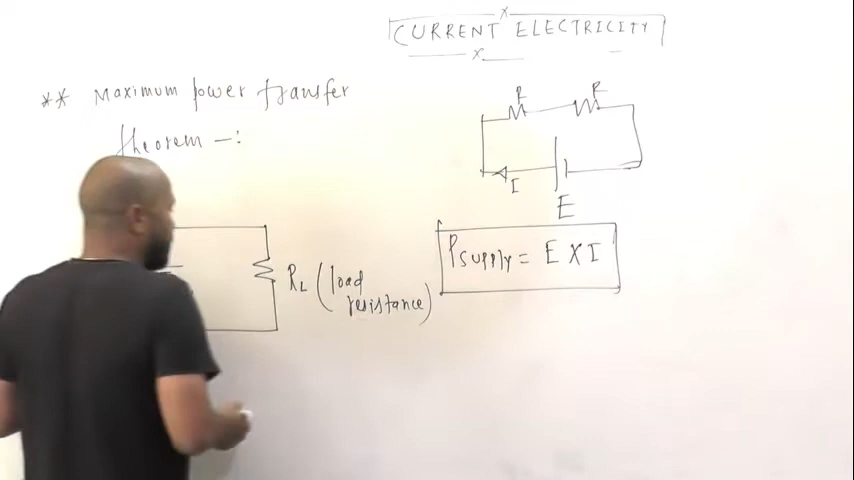 CURRENT ELECTRICITY
** Maximum power transfer
theorem -:
R R
I
E
Psupply = E X I
RL (load
resistance)